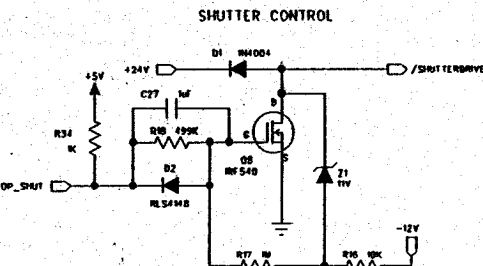 SHUTTER CONTROL
D1
1N4004
+24V
/SHUTTERDRIVE
+5V
C27
1uF
D
R34
1K
R18
499K
G
Q8
IRF540
S
Z1
11V
D2
OP_SHUT
RLS4148
-12V
R17
1M
R16
10K